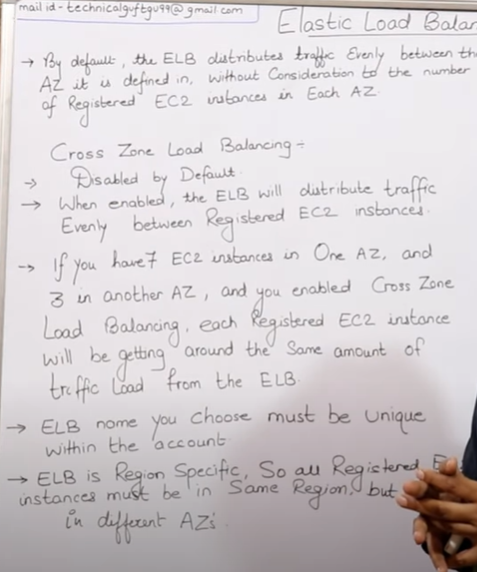 mail id - technicalguftgu99@gmail.com
Elastic Load Balan
→ By default, the ELB distributes traffic Evenly between th
AZ it is defined in, without Consideration to the number
of Registered EC2 instances in Each AZ.
Cross Zone Load Balancing :-
→ Disabled by Default.
→ When enabled, the ELB will distribute traffic
Evenly between Registered EC2 instances.
→ If you have 7 EC2 instances in One AZ, and
3 in another AZ, and you enabled Cross Zone
Load Balancing, each Registered EC2 instance
will be getting around the Same amount of
traffic Load from the ELB.
→ ELB name you Choose must be unique
within the account.
→ ELB is Region Specific, So all Registered E
instances must be in Same Region, but
in different AZ's.